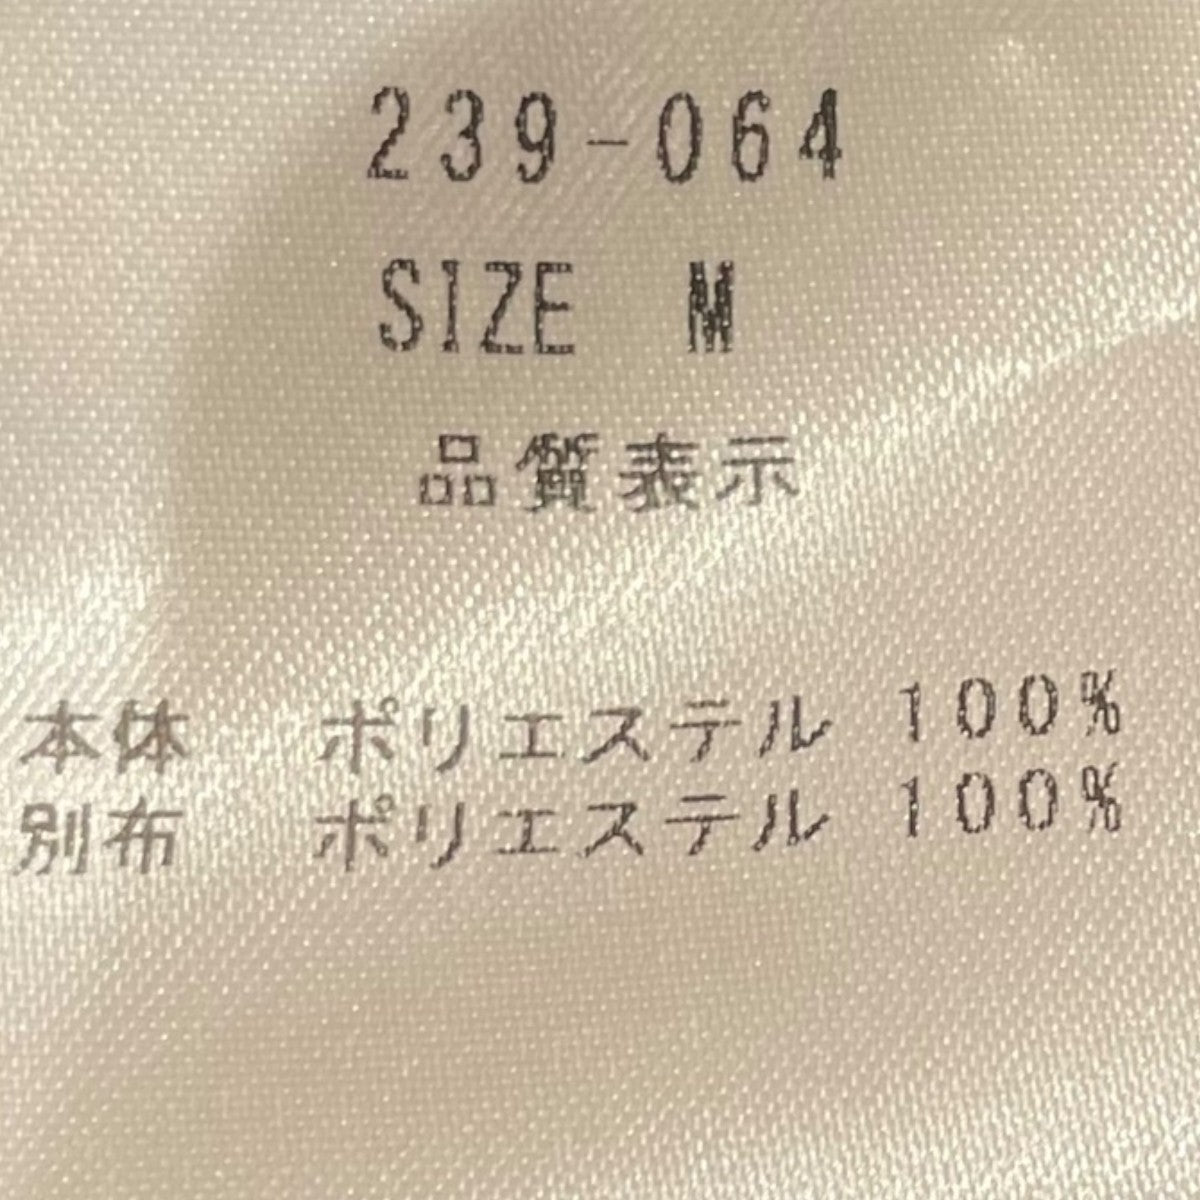 239-064
SIZE M
品質表示
本体 ポリエステル 100%
別布 ポリエステル 100%